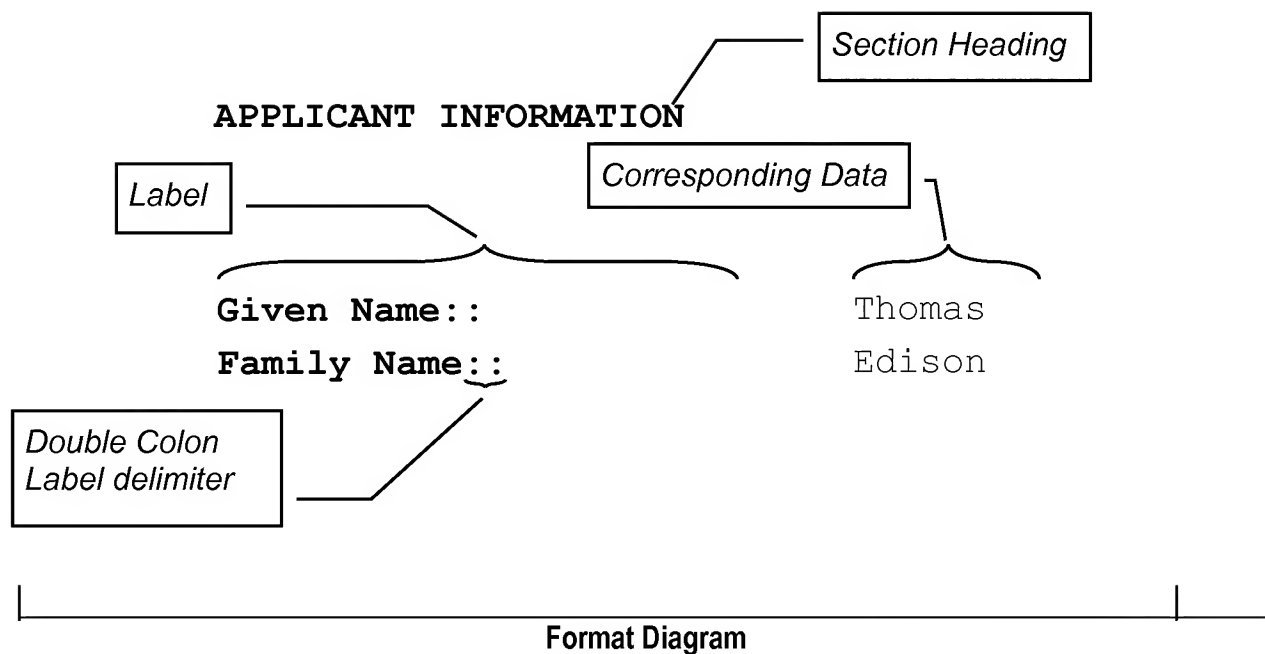 Section Heading
APPLICANT INFORMATION
Label
Corresponding Data
Given Name:: Thomas
Family Name:: Edison
Double Colon
Label delimiter
Format Diagram